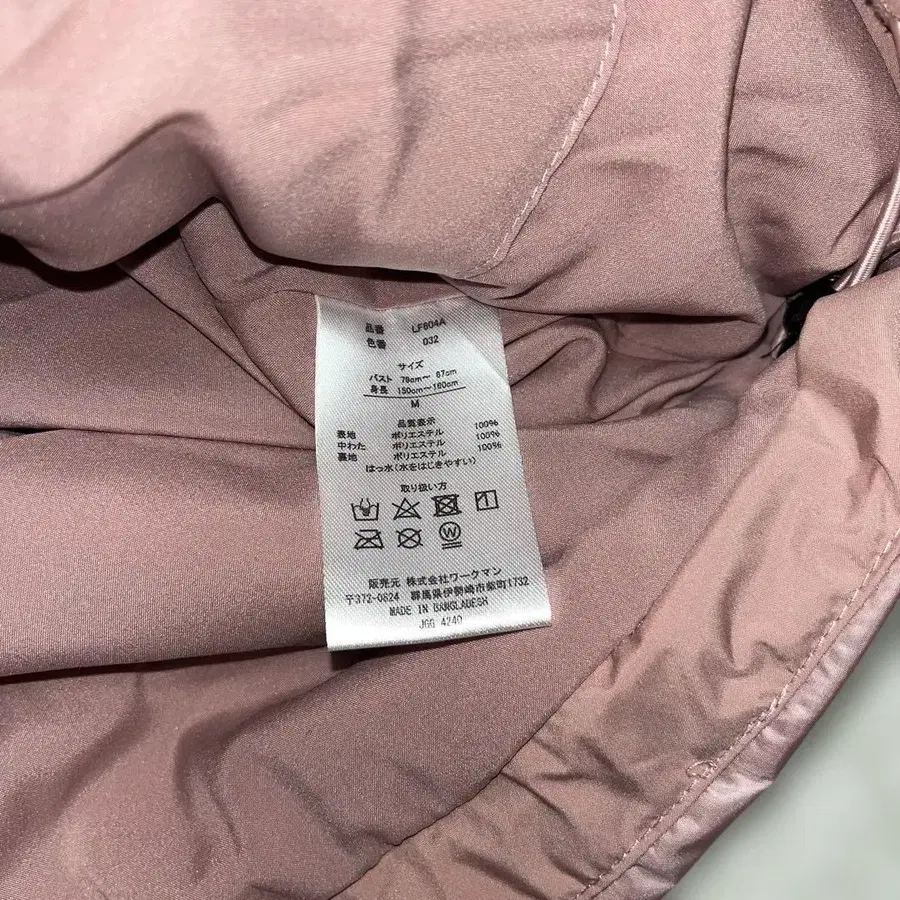 品番 LF604A
色番 032
サイズ
バスト 79cm～ 87cm
身長 150cm～160cm
M
品質表示
表地 ポリエステル 100%
中わた ポリエステル 100%
裏地 ポリエステル 100%
はっ水(水をはじきやすい)
取り扱い方
W
販売元 株式会社ワークマン
〒372-0824 群馬県伊勢崎市柴町1732
MADE IN BANGLADESH
JGG 4240